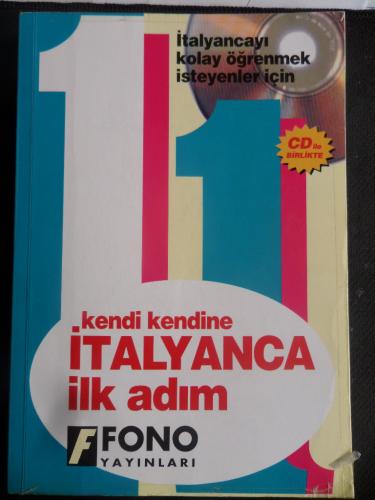 İtalyancayı
kolay öğrenmek
isteyenler için
CD ile
BİRLİKTE
kendi kendine
İTALYANCA
ilk adım
FONO
YAYINLARI